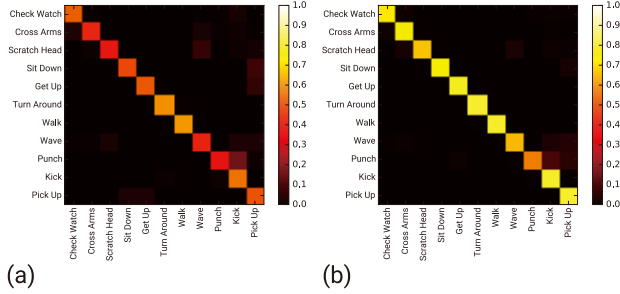 Check Watch
Cross Arms
Scratch Head
Sit Down
Get Up
Turn Around
Walk
Wave
Punch
Kick
Pick Up
Check Watch
Cross Arms
Scratch Head
Sit Down
Get Up
Turn Around
Walk
Wave
Punch
Kick
Pick Up
1.0
0.9
0.8
0.7
0.6
0.5
0.4
0.3
0.2
0.1
0.0
(a)
Check Watch
Cross Arms
Scratch Head
Sit Down
Get Up
Turn Around
Walk
Wave
Punch
Kick
Pick Up
Check Watch
Cross Arms
Scratch Head
Sit Down
Get Up
Turn Around
Walk
Wave
Punch
Kick
Pick Up
1.0
0.9
0.8
0.7
0.6
0.5
0.4
0.3
0.2
0.1
0.0
(b)